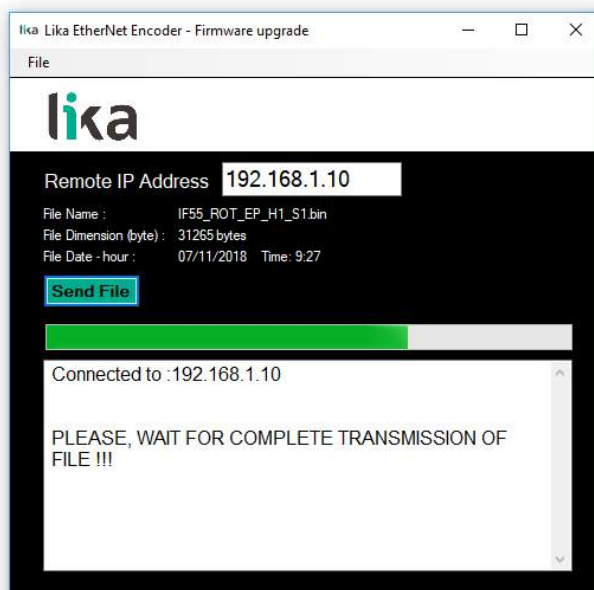 lika Lika EtherNet Encoder - Firmware upgrade
File
lika
Remote IP Address 192.168.1.10
File Name : IF55_ROT_EP_H1_S1.bin
File Dimension (byte) : 31265 bytes
File Date - hour : 07/11/2018 Time: 9:27
Send File
Connected to :192.168.1.10
PLEASE, WAIT FOR COMPLETE TRANSMISSION OF
FILE !!!